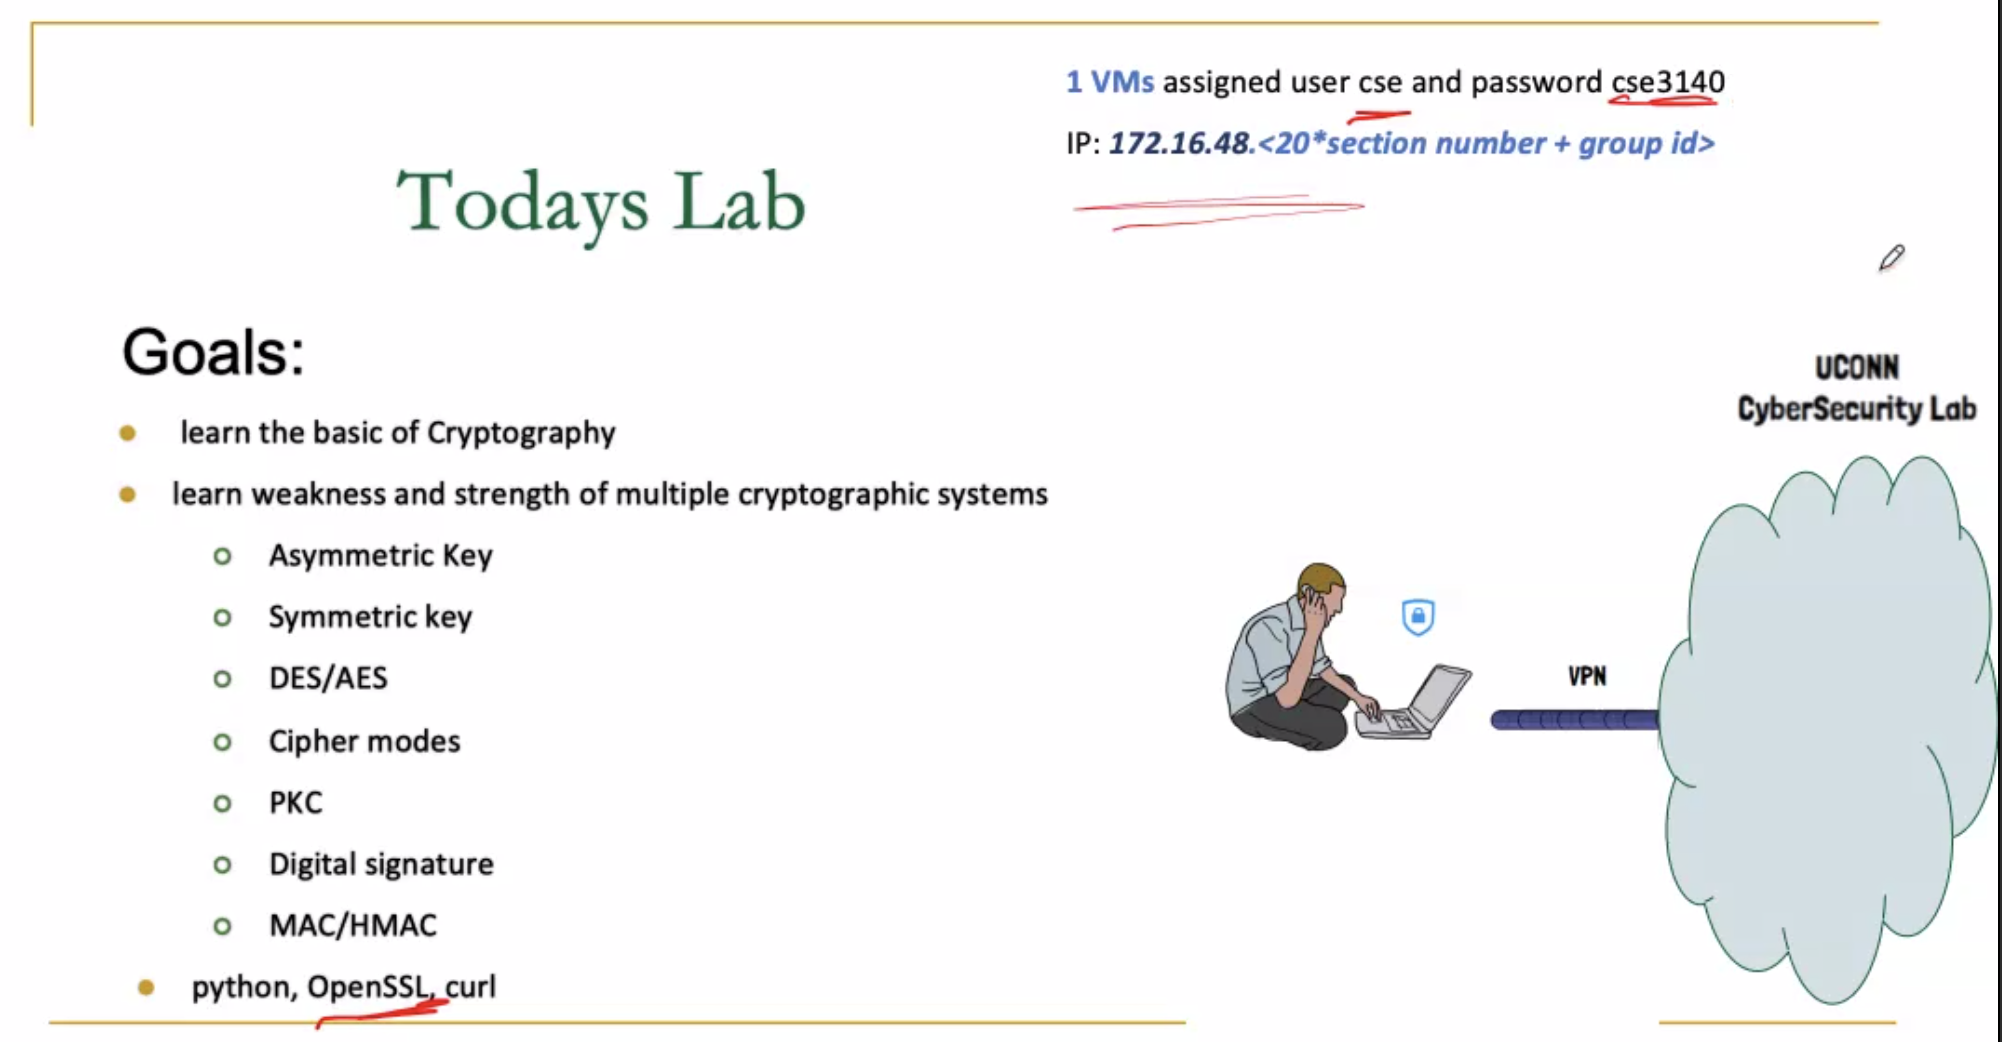 1 VMs assigned user cse and password cse3140
IP: 172.16.48.<20*section number + group id>
Todays Lab
Goals:
learn the basic of Cryptography
learn weakness and strength of multiple cryptographic systems
Asymmetric Key
Symmetric key
DES/AES
Cipher modes
PKC
Digital signature
MAC/HMAC
python, OpenSSL, curl
UCONN
CyberSecurity Lab
VPN